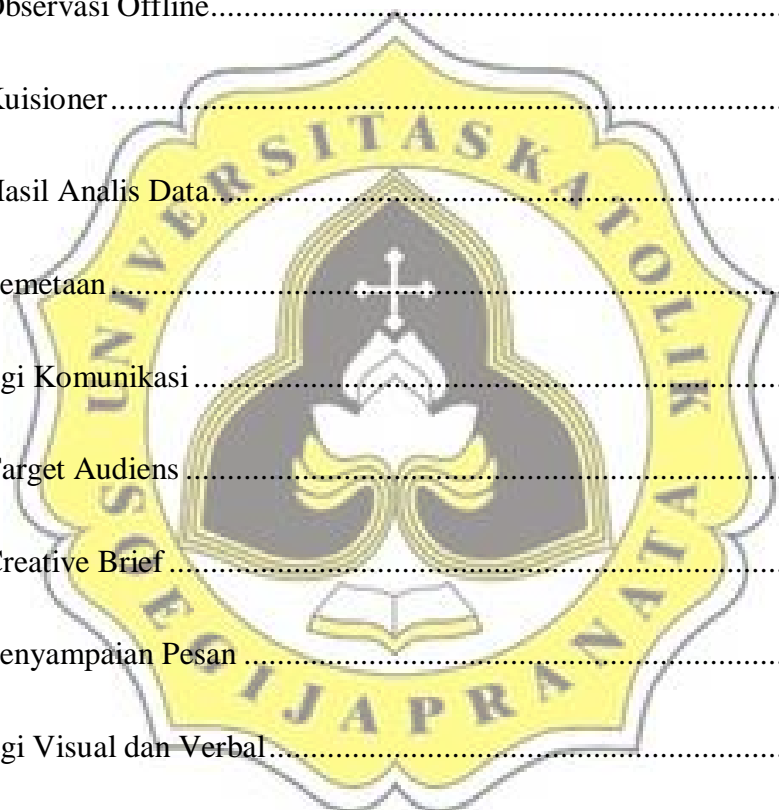 Observasi Offline
Kuisioner
Hasil Analis Data
emetaan
gi Komunikasi
Target Audiens
Creative Brief
enyampaian Pesan
gi Visual dan Verbal
UNIVERSITAS KATOLIK
SOEGIJAPRANATA